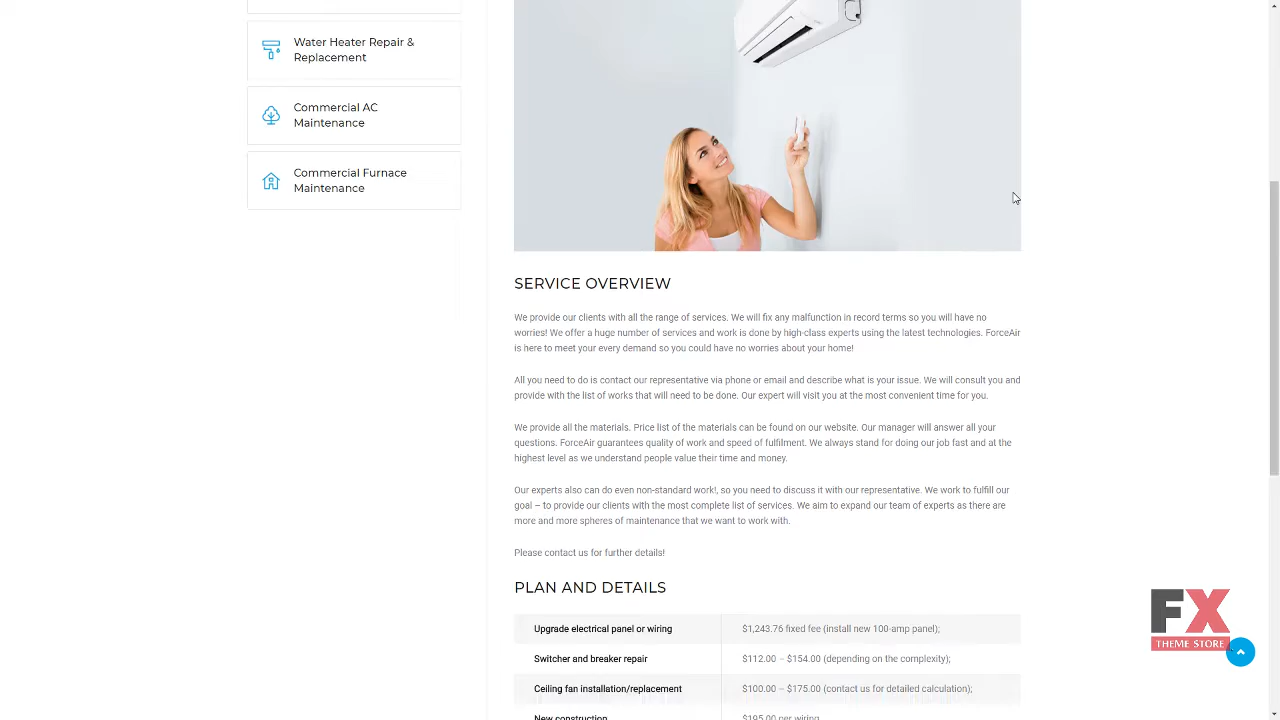 Water Heater Repair &
Replacement
Commercial AC
Maintenance
Commercial Furnace
Maintenance
SERVICE OVERVIEW
We provide our clients with all the range of services. We will fix any malfunction in record terms so you will have no
worries! We offer a huge number of services and work is done by high-class experts using the latest technologies. ForceAir
is here to meet your every demand so you could have no worries about your home!
All you need to do is contact our representative via phone or email and describe what is your issue. We will consult you and
provide with the list of works that will need to be done. Our expert will visit you at the most convenient time for you.
We provide all the materials. Price list of the materials can be found on our website. Our manager will answer all your
questions. ForceAir guarantees quality of work and speed of fulfilment. We always stand for doing our job fast and at the
highest level as we understand people value their time and money.
Our experts also can do even non-standard work!, so you need to discuss it with our representative. We work to fulfill our
goal – to provide our clients with the most complete list of services. We aim to expand our team of experts as there are
more and more spheres of maintenance that we want to work with.
Please contact us for further details!
PLAN AND DETAILS
Upgrade electrical panel or wiring $1,243.76 fixed fee (install new 100-amp panel);
Switcher and breaker repair $112.00 – $154.00 (depending on the complexity);
Ceiling fan installation/replacement $100.00 – $175.00 (contact us for detailed calculation);
New construction $195.00 per wiring
FX
THEME STORE